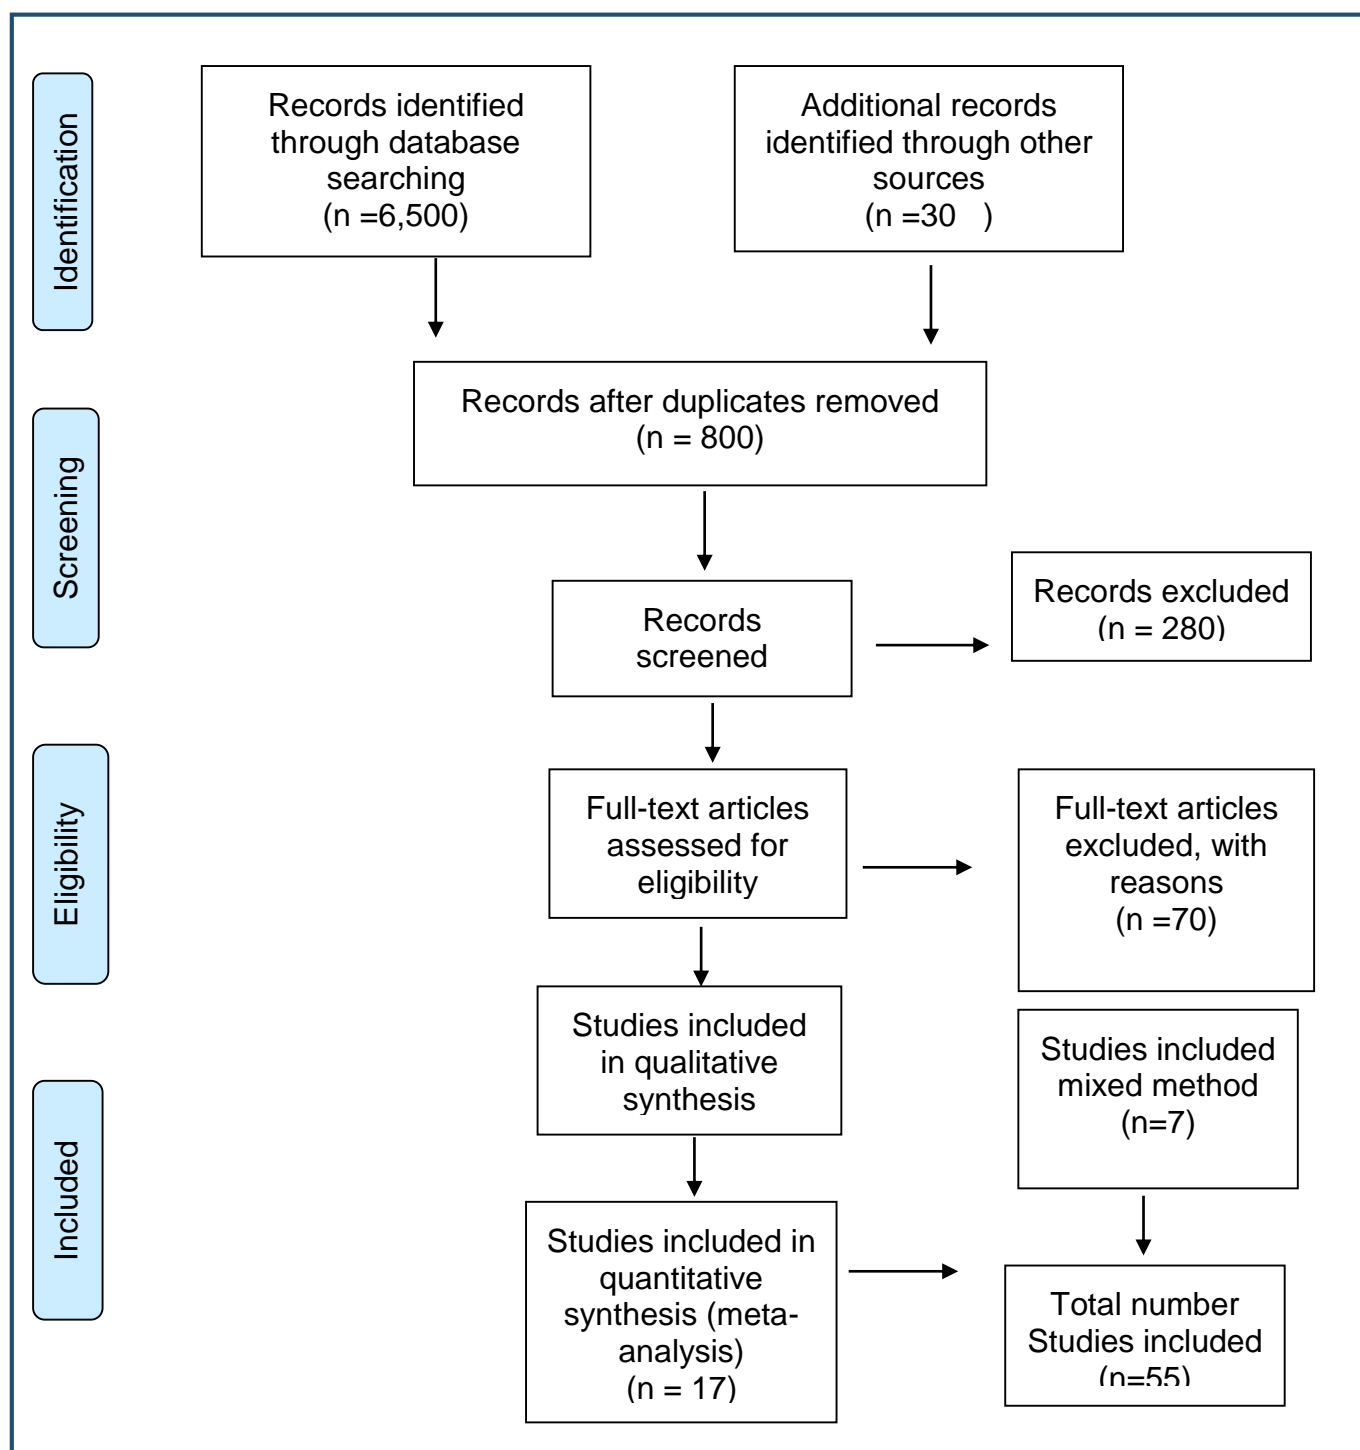 Identification
Records identified
through database
searching
(n =6,500)
Additional records
identified through other
sources
(n =30   )
Screening
Records after duplicates removed
(n = 800)
Records
screened
Records excluded
(n = 280)
Eligibility
Full-text articles
assessed for
eligibility
Full-text articles
excluded, with
reasons
(n =70)
Included
Studies included
in qualitative
synthesis
Studies included
mixed method
(n=7)
Studies included in
quantitative
synthesis (meta-
analysis)
(n = 17)
Total number
Studies included
(n=55)